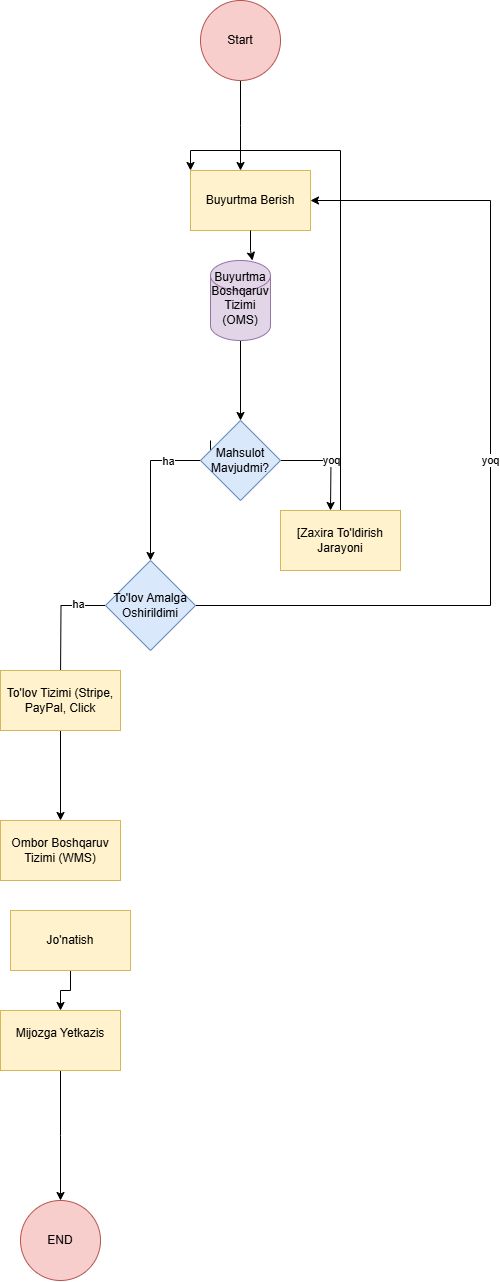 Start
Buyurtma Berish
Buyurtma
Boshqaruv
Tizimi
(OMS)
Mahsulot
Mavjudmi?
ha
yoq
yoq
[Zaxira To'ldirish
Jarayoni
To'lov Amalga
Oshirildimi
ha
To'lov Tizimi (Stripe,
PayPal, Click
Ombor Boshqaruv
Tizimi (WMS)
Jo'natish
Mijozga Yetkazis
END